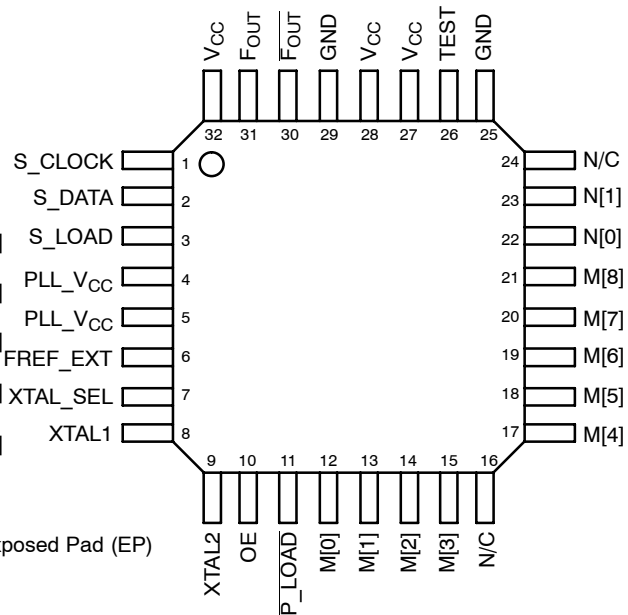 VCC
FOUT
FOUT
GND
VCC
VCC
TEST
GND
32
31
30
29
28
27
26
25
S_CLOCK
1
24
N/C
S_DATA
2
23
N[1]
S_LOAD
3
22
N[0]
PLL_VCC
4
21
M[8]
PLL_VCC
5
20
M[7]
FREF_EXT
6
19
M[6]
XTAL_SEL
7
18
M[5]
XTAL1
8
17
M[4]
9
10
11
12
13
14
15
16
XTAL2
OE
P_LOAD
M[0]
M[1]
M[2]
M[3]
N/C
xposed Pad (EP)